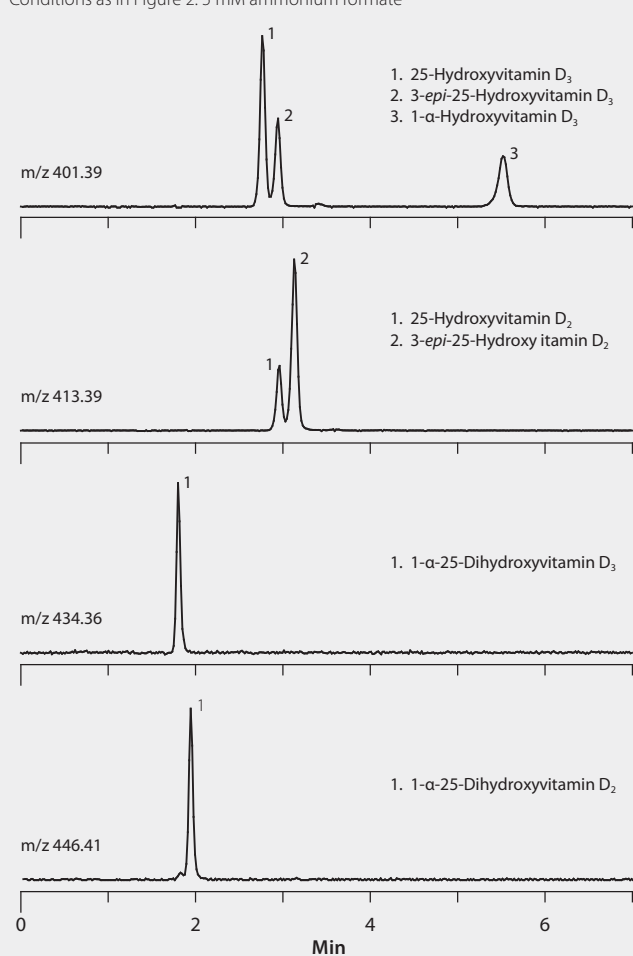 Conditions as in Figure 2. 5 mM ammonium formate
1
2
3
m/z 401.39
1. 25-Hydroxyvitamin D₃
2. 3-epi-25-Hydroxyvitamin D₃
3. 1-α-Hydroxyvitamin D₃
1
2
m/z 413.39
1. 25-Hydroxyvitamin D₂
2. 3-epi-25-Hydroxy itamin D₂
1
m/z 434.36
1. 1-α-25-Dihydroxyvitamin D₃
1
m/z 446.41
1. 1-α-25-Dihydroxyvitamin D₂
0 2 4 6
Min